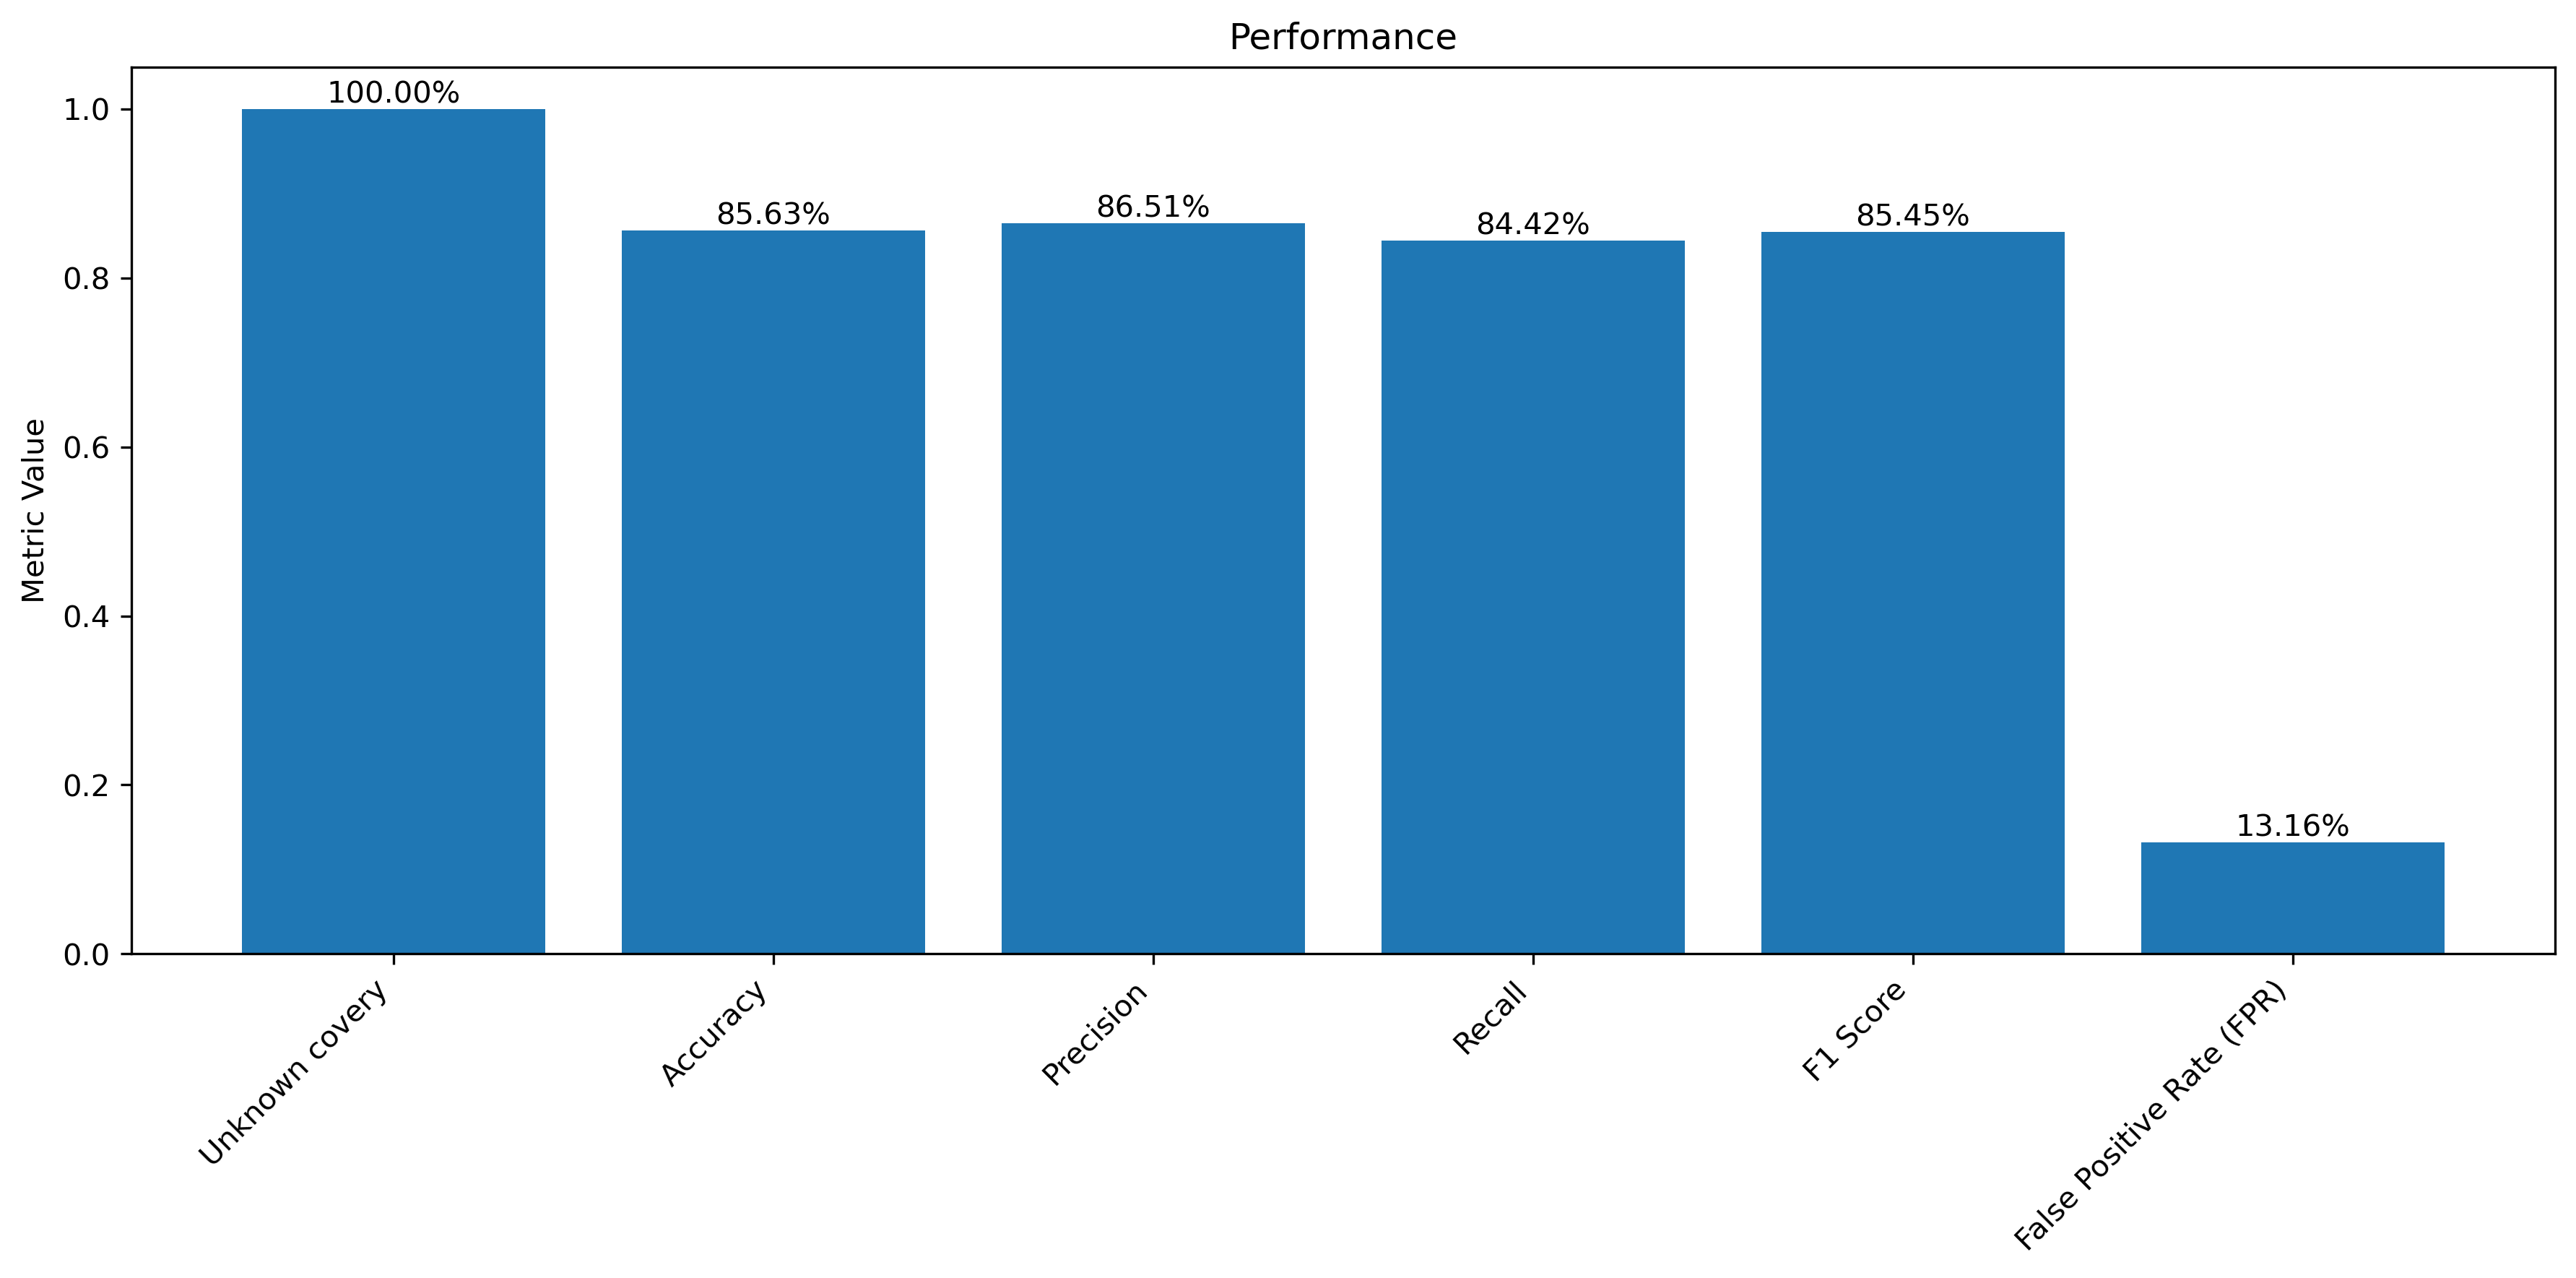 Performance
100.00%
85.63%
86.51%
84.42%
85.45%
13.16%
Metric Value
1.0
0.8
0.6
0.4
0.2
0.0
Unknown covery
Accuracy
Precision
Recall
F1 Score
False Positive Rate (FPR)